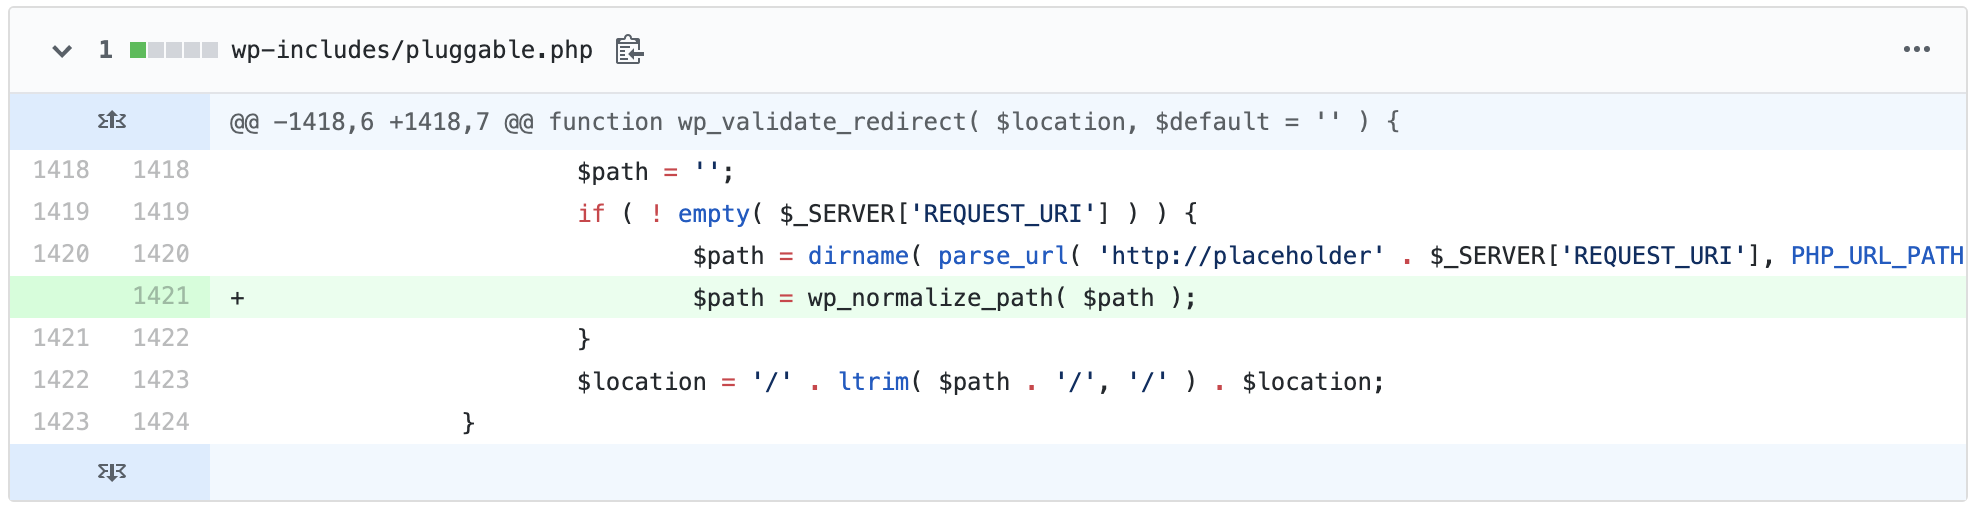 1 wp-includes/pluggable.php
@@ -1418,6 +1418,7 @@ function wp_validate_redirect( $location, $default = '' ) {
1418 1418 $path = '';
1419 1419 if ( ! empty( $_SERVER['REQUEST_URI'] ) ) {
1420 1420 $path = dirname( parse_url( 'http://placeholder' . $_SERVER['REQUEST_URI'], PHP_URL_PATH
1421 + $path = wp_normalize_path( $path );
1421 1422 }
1422 1423 $location = '/' . ltrim( $path . '/', '/' ) . $location;
1423 1424 }